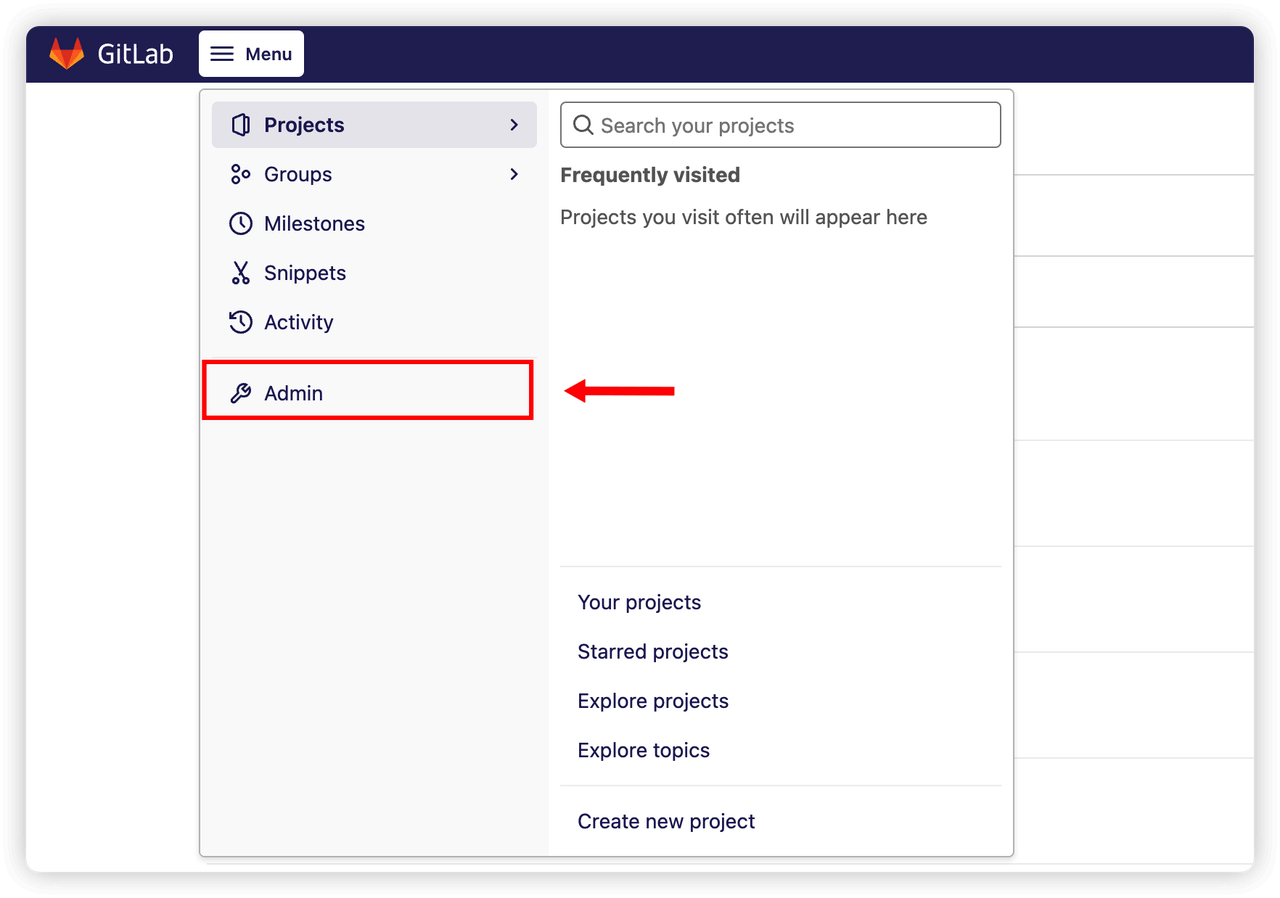 GitLab
Menu
Projects
Groups
Milestones
Snippets
Activity
Admin
Search your projects
Frequently visited
Projects you visit often will appear here
Your projects
Starred projects
Explore projects
Explore topics
Create new project